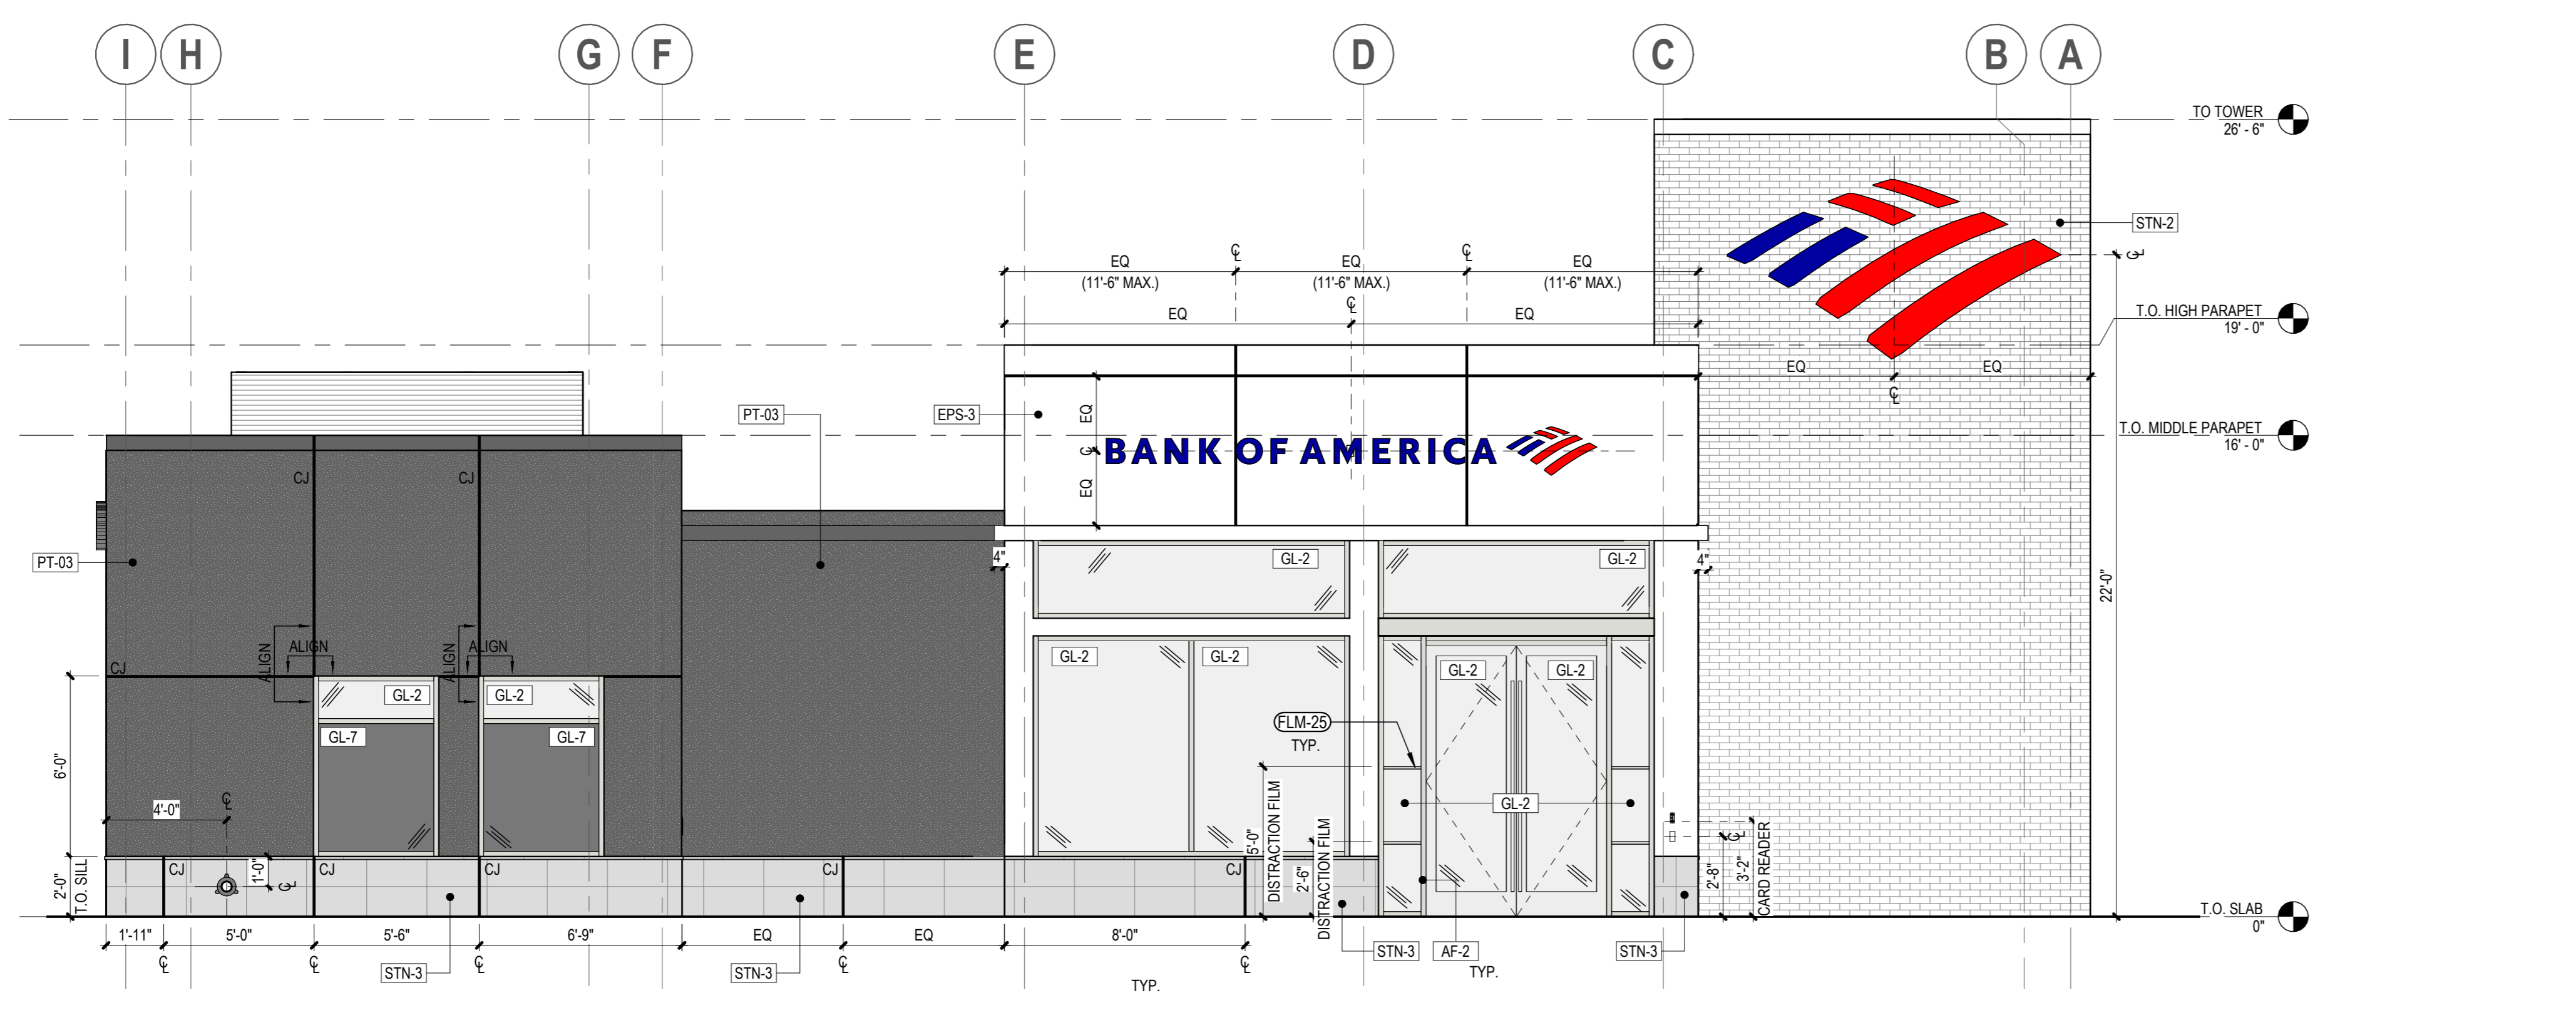 I H G F E D C B A
TO TOWER
26' - 6"
STN-2
EQ EQ EQ
(11'-6" MAX.) (11'-6" MAX.) (11'-6" MAX.)
EQ EQ
T.O. HIGH PARAPET
19' - 0"
EQ EQ
PT-03
EPS-3
EQ
T.O. MIDDLE PARAPET
16' - 0"
BANK OF AMERICA
EQ
CJ CJ
PT-03
4"
GL-2 GL-2
4"
22'-0"
ALIGN ALIGN ALIGN ALIGN
CJ
GL-2 GL-2
GL-2 GL-2
GL-2 GL-2
GL-7 GL-7
FLM-25
TYP.
6'-0"
4'-0"
GL-2
5'-0"
DISTRACTION FILM
2'-6"
DISTRACTION FILM
2'-0"
T.O. SILL
CJ
1'-0"
CJ CJ CJ CJ
2'-8"
3'-2"
CARD READER
T.O. SLAB
0"
1'-11" 5'-0" 5'-6" 6'-9" EQ EQ 8'-0"
STN-3 AF-2 STN-3
STN-3 STN-3
TYP.
TYP.